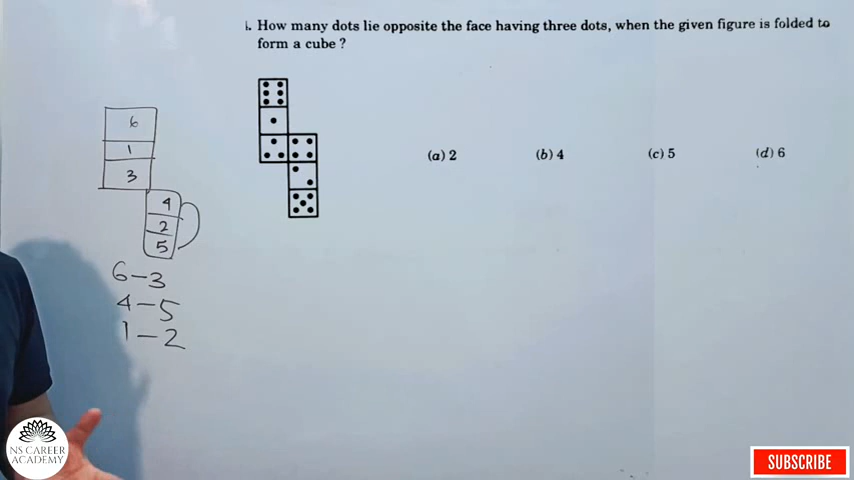 i. How many dots lie opposite the face having three dots, when the given figure is folded to
form a cube ?
(a) 2
(b) 4
(c) 5
(d) 6
6
1
3
4
2
5
6-3
4-5
1-2
NS CAREER
ACADEMY
SUBSCRIBE